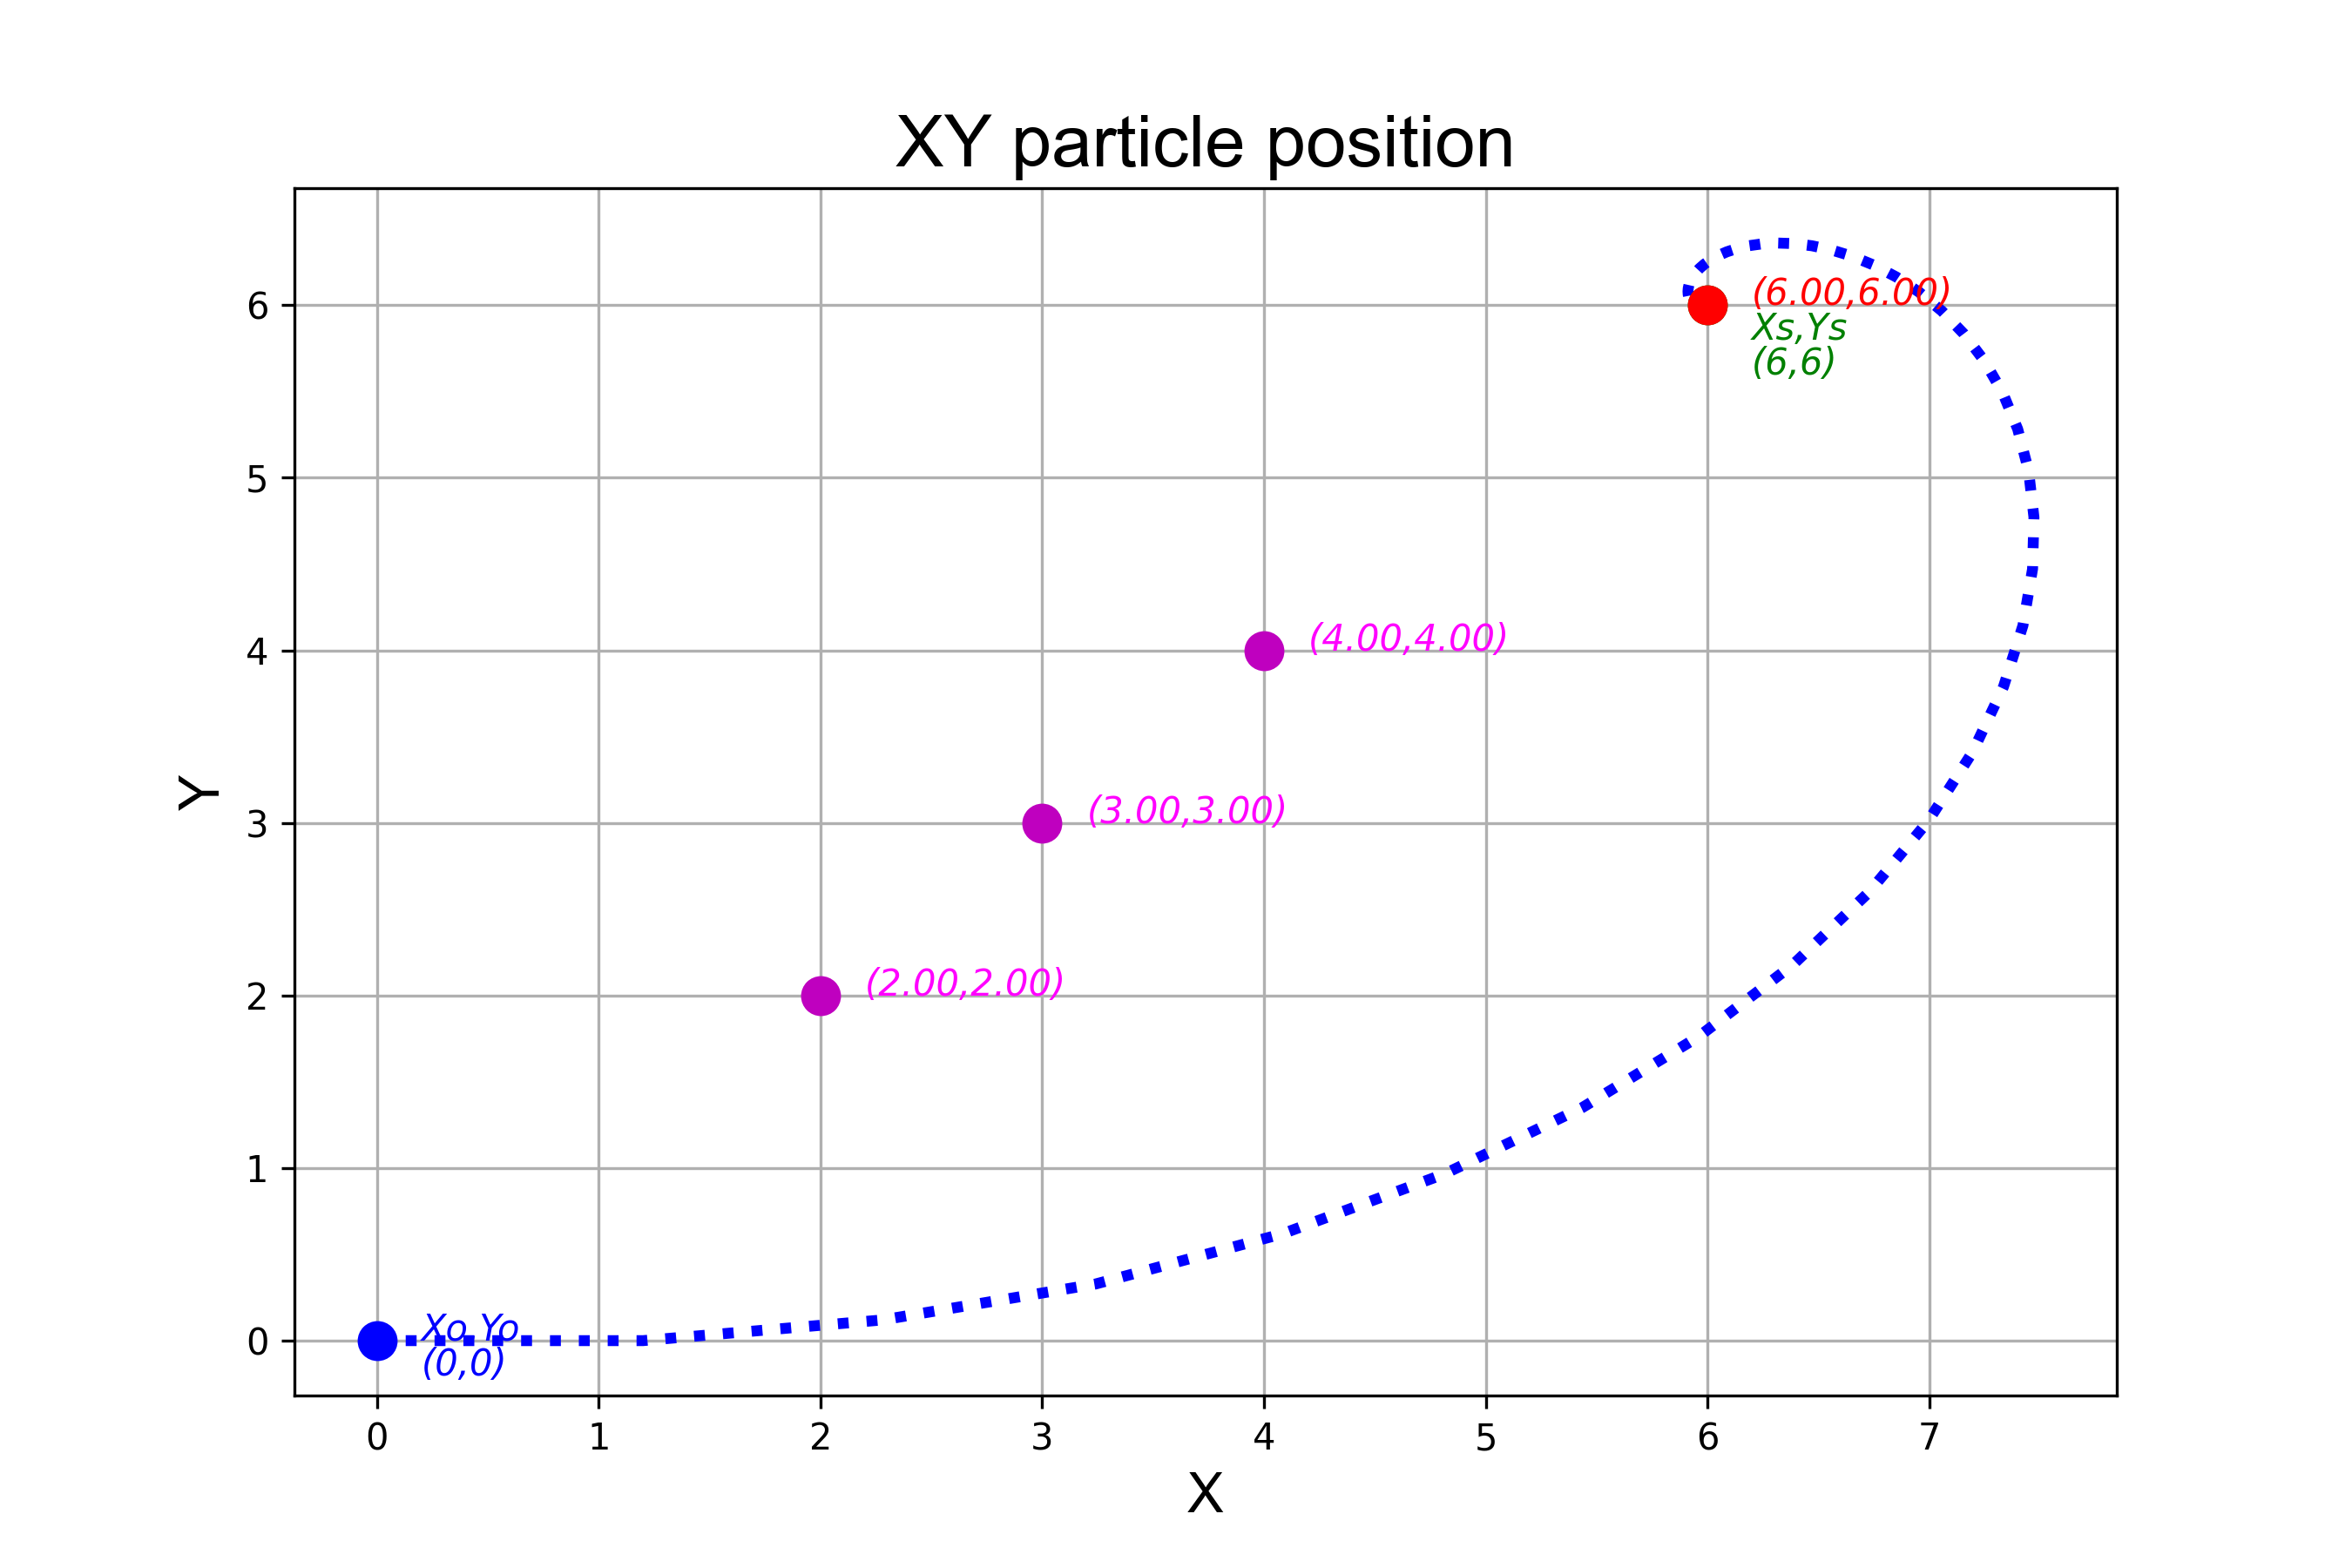 XY particle position
6
(6.00,6.00)
Xs,Ys
(6,6)
5
4
(4.00,4.00)
3
(3.00,3.00)
Y
2
(2.00,2.00)
1
0
Xo,Yo
(0,0)
0 1 2 3 4 5 6 7
X